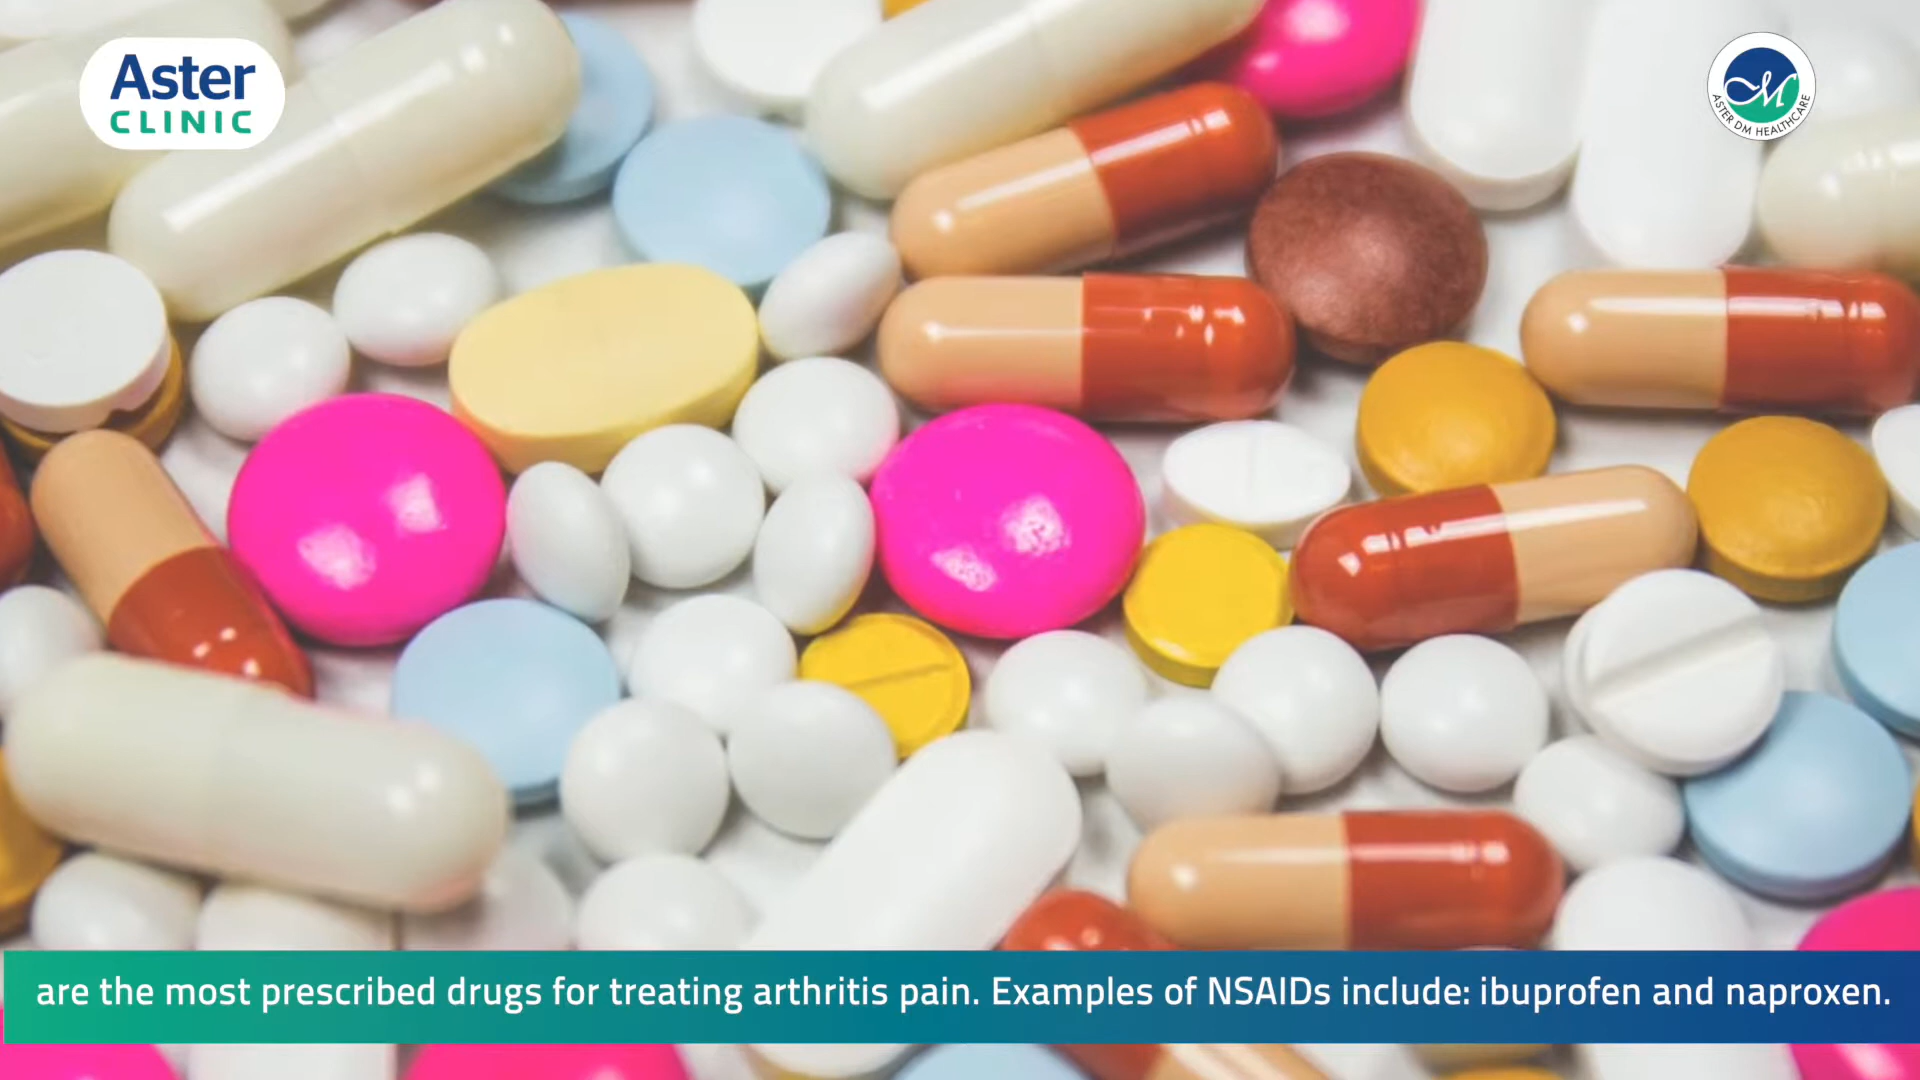 Aster
CLINIC
M
ASTER DM HEALTHCARE
are the most prescribed drugs for treating arthritis pain. Examples of NSAIDs include: ibuprofen and naproxen.